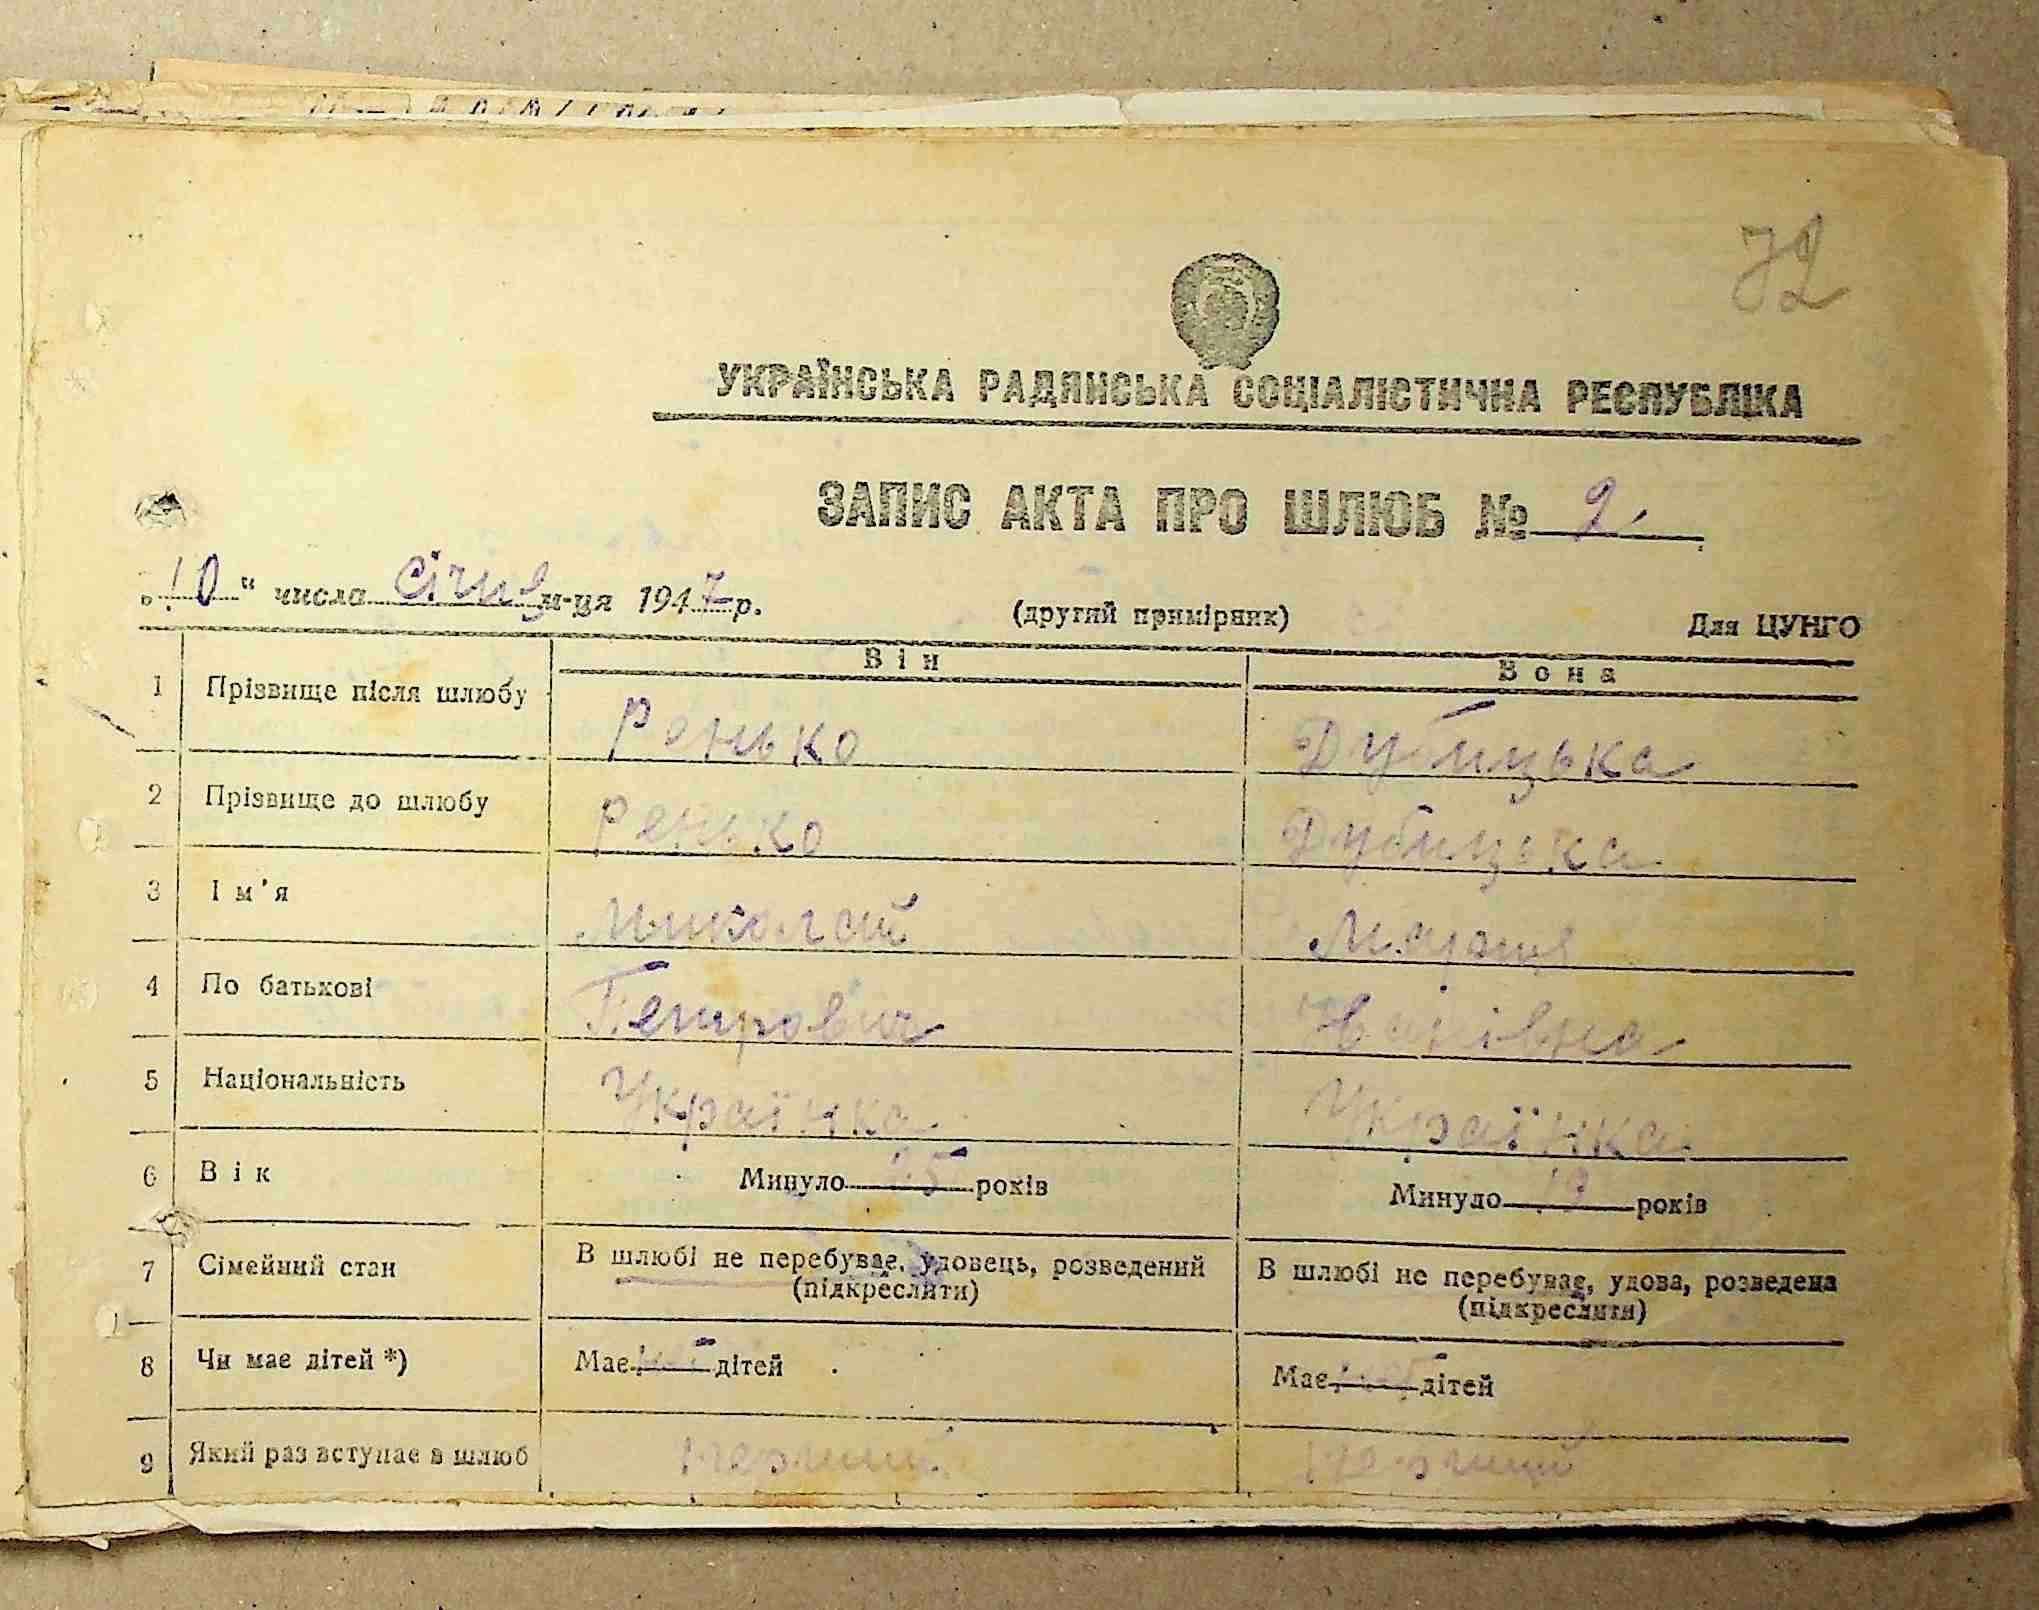 72
УКРАЇНСЬКА РАДЯНСЬКА СОЦІАЛІСТИЧНА РЕСПУБЛІКА
ЗАПИС АКТА ПРО ШЛЮБ № 2
„10“ числа Січня м-ця 1947 р. (другий примірник) Для ЦУНГО
Він Вона
1 Прізвище після шлюбу Ренько Дубицька
2 Прізвище до шлюбу Ренько Дубицька
3 Ім'я Миколай
4 По батькові Петрович
5 Національність Українка Українка
6 Вік Минуло років Минуло років
7 Сімейний стан В шлюбі не перебуває, удовець, розведений В шлюбі не перебуває, удова, розведена
(підкреслити) (підкреслити)
8 Чи має дітей *) Має дітей Має дітей
9 Який раз вступає в шлюб